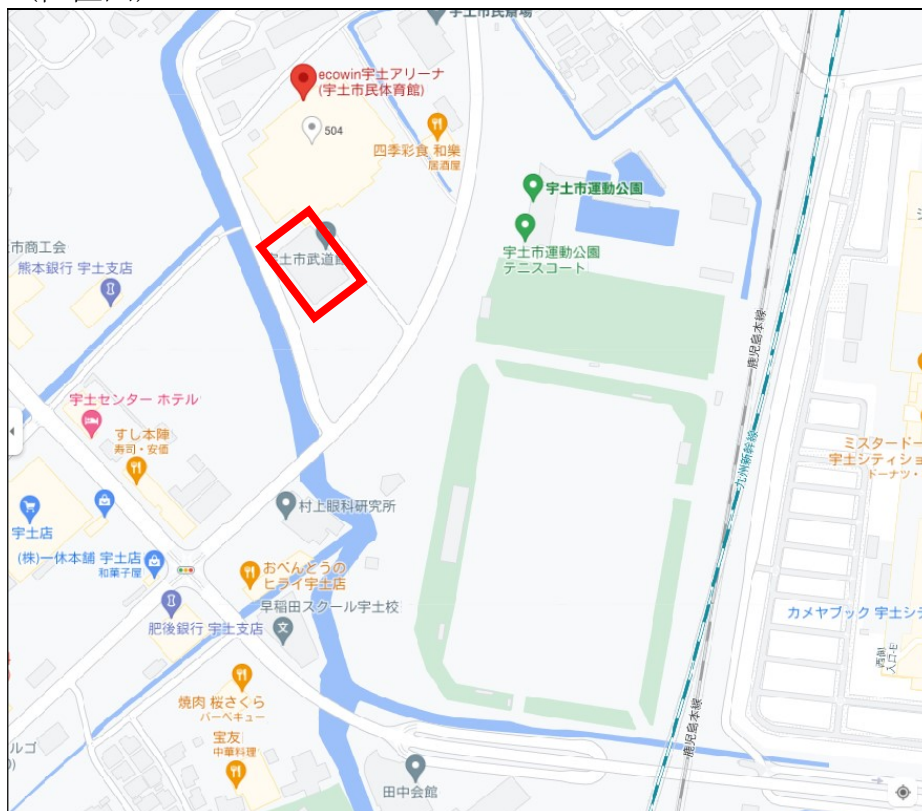 宇土市民斎場
ecowin宇土アリーナ
(宇土市民体育館)
504
四季彩食 和樂
居酒屋
宇土市運動公園
宇土市運動公園
テニスコート
宇土市武道館
市商工会
熊本銀行 宇土支店
鹿児島本線
九州新幹線
宇土センター ホテル
すし本陣
寿司・安価
ミスタードー
宇土シティショ
ドーナツ・
村上眼科研究所
宇土店
(株)一休本舗 宇土店
和菓子屋
おべんとうの
ヒライ宇土店
早稲田スクール宇土校
肥後銀行 宇土支店
カメヤブック 宇土シテ
焼肉 桜さくら
バーベキュー
宝友
中華料理
ルゴ
鹿児島本線
田中会館